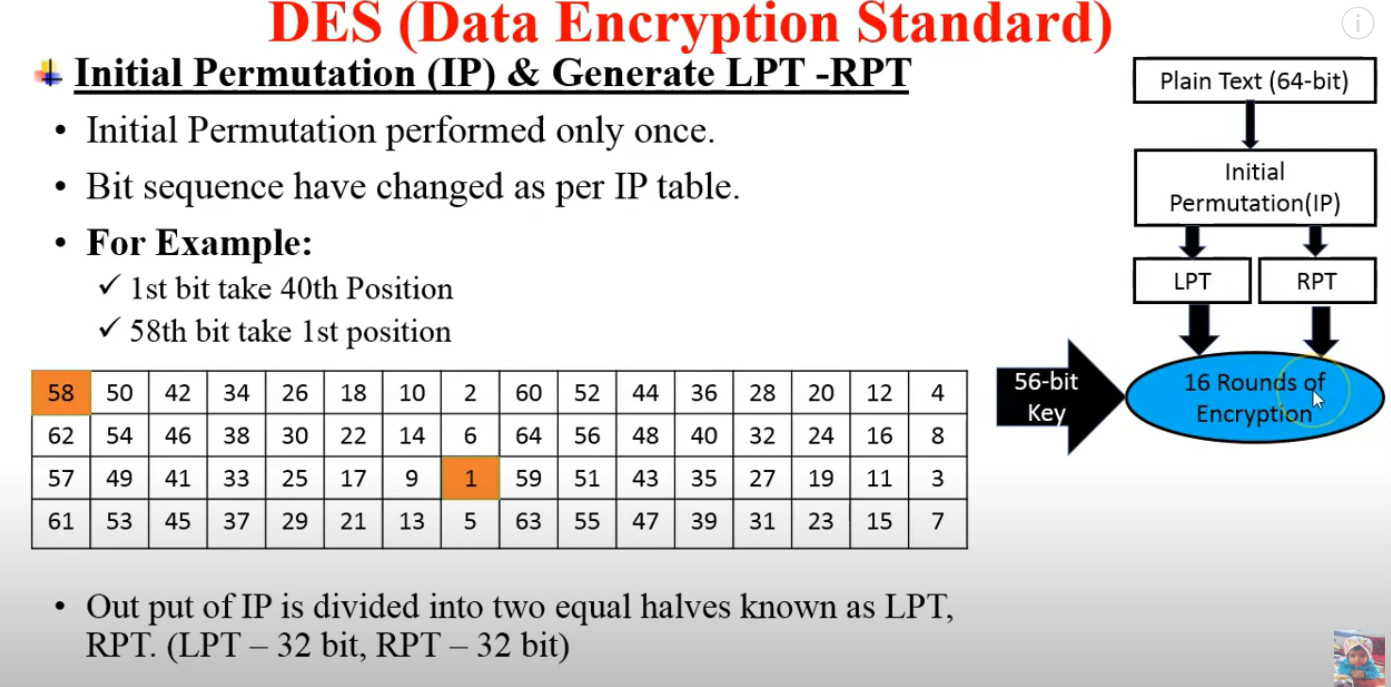 DES (Data Encryption Standard)
Initial Permutation (IP) & Generate LPT -RPT
• Initial Permutation performed only once.
• Bit sequence have changed as per IP table.
• For Example:
✓ 1st bit take 40th Position
✓ 58th bit take 1st position
58 50 42 34 26 18 10 2 60 52 44 36 28 20 12 4
62 54 46 38 30 22 14 6 64 56 48 40 32 24 16 8
57 49 41 33 25 17 9 1 59 51 43 35 27 19 11 3
61 53 45 37 29 21 13 5 63 55 47 39 31 23 15 7
• Out put of IP is divided into two equal halves known as LPT,
RPT. (LPT – 32 bit, RPT – 32 bit)
Plain Text (64-bit)
Initial
Permutation(IP)
LPT
RPT
56-bit
Key
16 Rounds of
Encryption